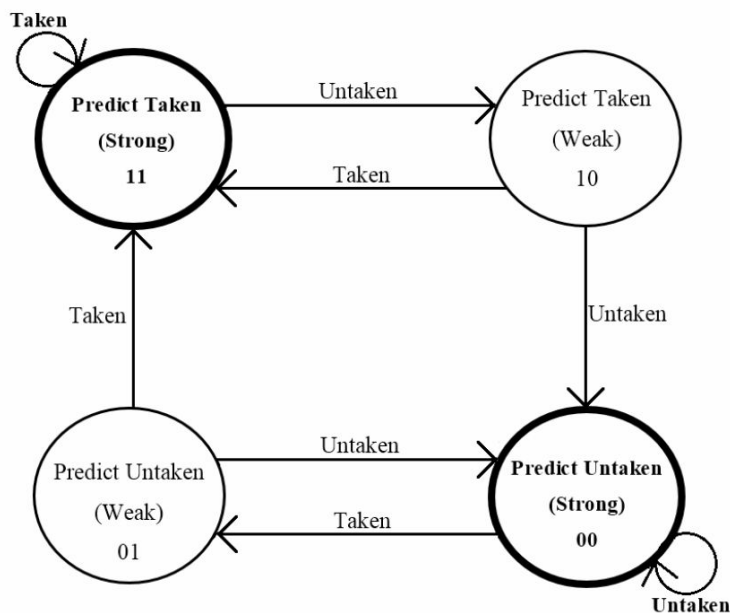 Taken
Predict Taken
(Strong)
11
Untaken
Taken
Predict Taken
(Weak)
10
Taken
Untaken
Predict Untaken
(Weak)
01
Untaken
Taken
Predict Untaken
(Strong)
00
Untaken